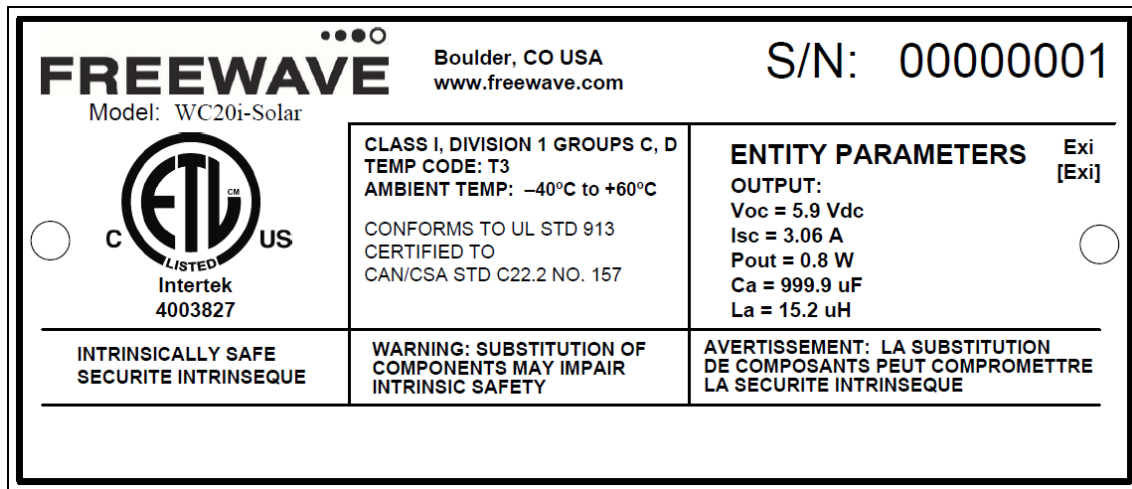 FREEWAVE
Model: WC20i-Solar
Boulder, CO USA
www.freewave.com
S/N: 00000001
C ETL CM US
LISTED
Intertek
4003827
CLASS I, DIVISION 1 GROUPS C, D
TEMP CODE: T3
AMBIENT TEMP: –40ºC to +60ºC
CONFORMS TO UL STD 913
CERTIFIED TO
CAN/CSA STD C22.2 NO. 157
ENTITY PARAMETERS
Exi
[Exi]
OUTPUT:
Voc = 5.9 Vdc
Isc = 3.06 A
Pout = 0.8 W
Ca = 999.9 uF
La = 15.2 uH
INTRINSICALLY SAFE
SECURITE INTRINSEQUE
WARNING: SUBSTITUTION OF
COMPONENTS MAY IMPAIR
INTRINSIC SAFETY
AVERTISSEMENT: LA SUBSTITUTION
DE COMPOSANTS PEUT COMPROMETTRE
LA SECURITE INTRINSEQUE